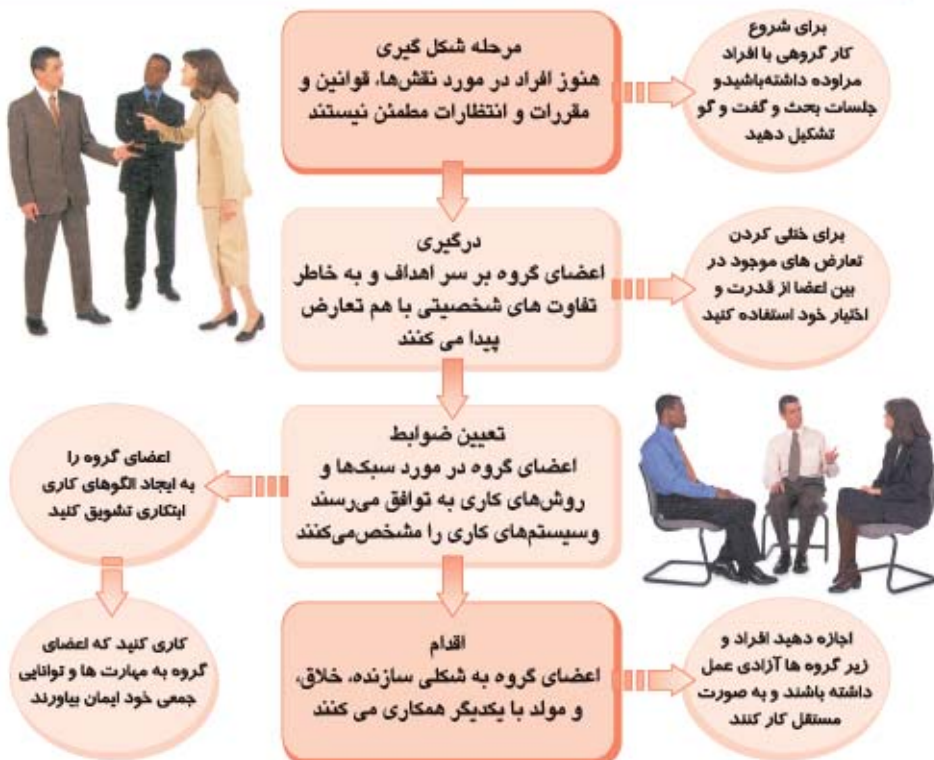 مرحله شکل گیری
هنوز افراد در مورد نقش‌ها، قوانین و
مقررات و انتظارات مطمئن نیستند
برای شروع
کار گروهی با افراد
مراوده داشته‌باشیدو
جلسات بحث و گفت و گو
تشکیل دهید
درگیری
اعضای گروه بر سر اهداف و به خاطر
تفاوت های شخصیتی با هم تعارض
پیدا می کنند
برای خنثی کردن
تعارض های موجود در
بین اعضا از قدرت و
اختیار خود استفاده کنید
تعیین ضوابط
اعضای گروه در مورد سبک‌ها و
روش‌های کاری به توافق می‌رسند
وسیستم‌های کاری را مشخص‌می‌کنند
اعضای گروه را
به ایجاد الگوهای کاری
ابتکاری تشویق کنید
اقدام
اعضای گروه به شکلی سازنده، خلاق،
و مولد با یکدیگر همکاری می کنند
اجازه دهید افراد و
زیر گروه ها آزادی عمل
داشته باشند و به صورت
مستقل کار کنند
کاری کنید که اعضای
گروه به مهارت ها و توانایی
جمعی خود ایمان بیاورند